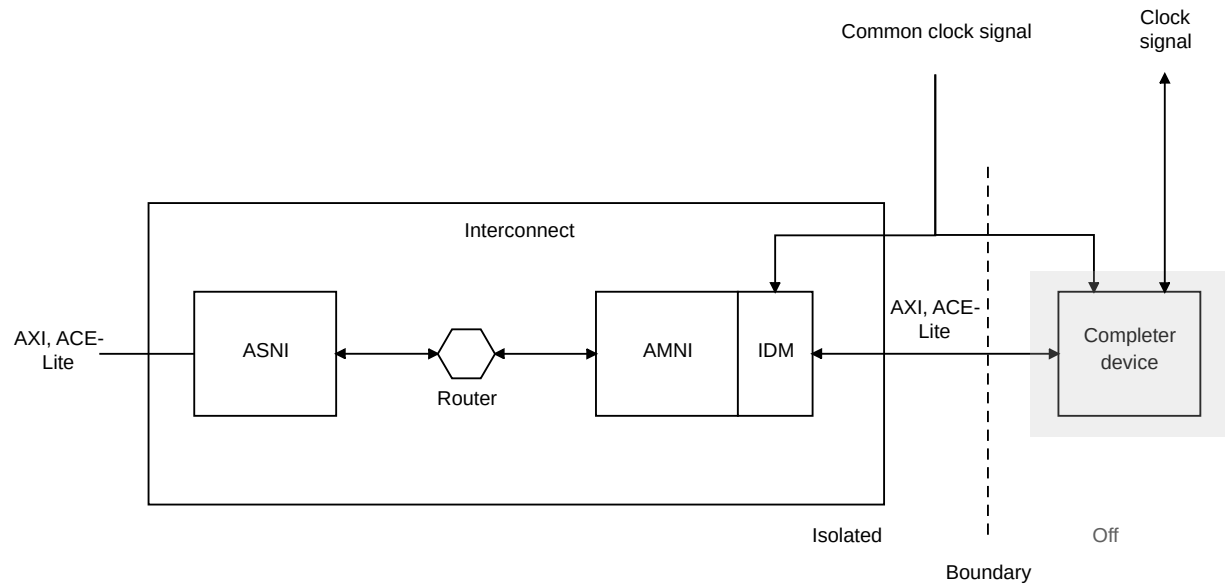 Common clock signal
Clock
signal
Interconnect
AXI, ACE-
Lite
ASNI
Router
AMNI
IDM
AXI, ACE-
Lite
Completer
device
Isolated
Off
Boundary